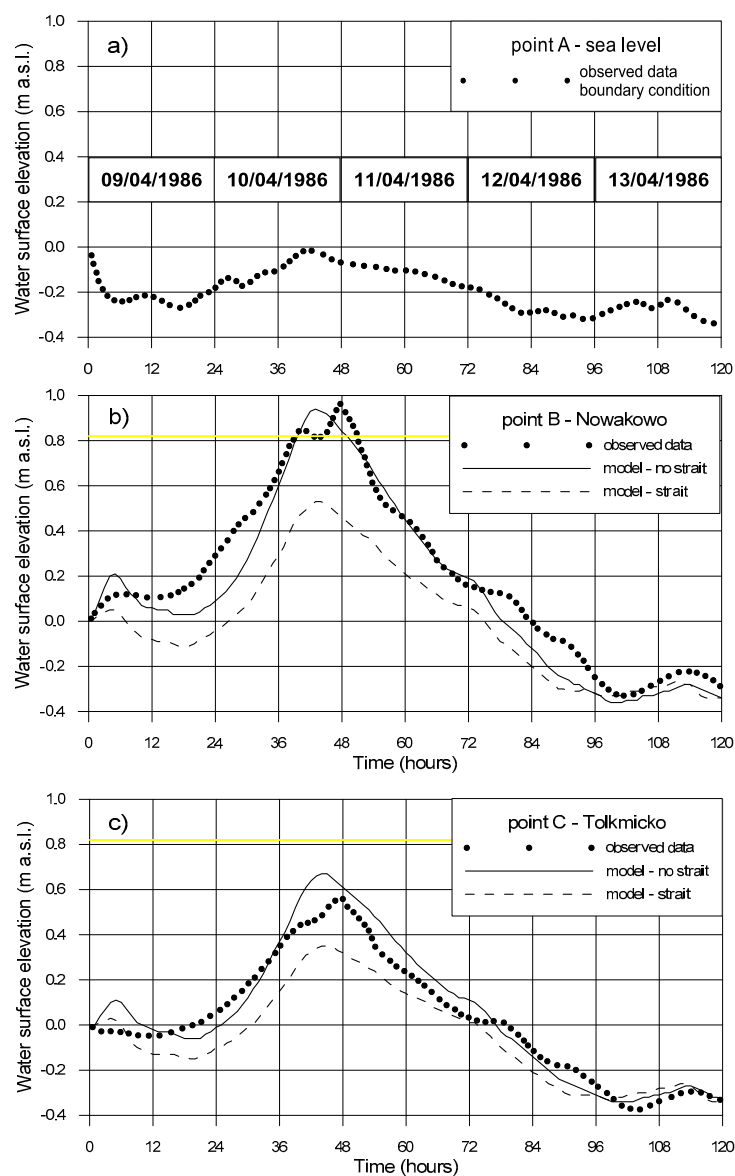 a)
point A - sea level
observed data
boundary condition
Water surface elevation (m a.s.l.)
1.0
0.8
0.6
0.4
0.2
0.0
-0.2
-0.4
09/04/1986 10/04/1986 11/04/1986 12/04/1986 13/04/1986
0 12 24 36 48 60 72 84 96 108 120
b)
point B - Nowakowo
observed data
model - no strait
model - strait
Water surface elevation (m a.s.l.)
1.0
0.8
0.6
0.4
0.2
0.0
-0.2
-0.4
0 12 24 36 48 60 72 84 96 108 120
Time (hours)
c)
point C - Tolkmicko
observed data
model - no strait
model - strait
Water surface elevation (m a.s.l.)
1.0
0.8
0.6
0.4
0.2
0.0
-0.2
-0.4
0 12 24 36 48 60 72 84 96 108 120
Time (hours)